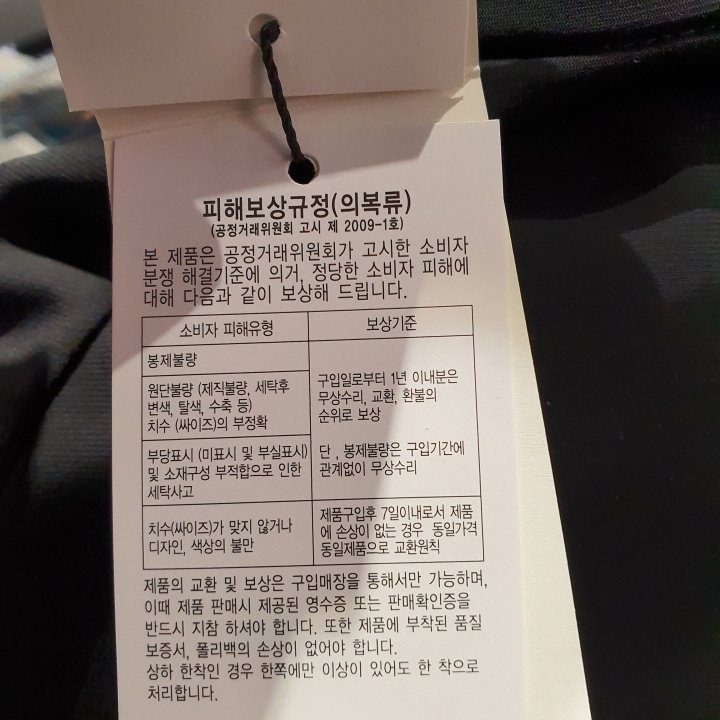 피해보상규정(의복류)
(공정거래위원회 고시 제 2009-1호)
본 제품은 공정거래위원회가 고시한 소비자
분쟁 해결기준에 의거, 정당한 소비자 피해에
대해 다음과 같이 보상해 드립니다.
소비자 피해유형
보상기준
봉제불량
원단불량 (제직불량, 세탁후
변색, 탈색, 수축 등)
치수 (싸이즈)의 부정확
부당표시 (미표시 및 부실표시)
및 소재구성 부적합으로 인한
세탁사고
구입일로부터 1년 이내분은
무상수리, 교환, 환불의
순위로 보상
단, 봉제불량은 구입기간에
관계없이 무상수리
치수(싸이즈)가 맞지 않거나
디자인, 색상의 불만
제품구입후 7일이내로서 제품
에 손상이 없는 경우 동일가격
동일제품으로 교환원칙
제품의 교환 및 보상은 구입매장을 통해서만 가능하며,
이때 제품 판매시 제공된 영수증 또는 판매확인증을
반드시 지참 하셔야 합니다. 또한 제품에 부착된 품질
보증서, 폴리백의 손상이 없어야 합니다.
상하 한착인 경우 한쪽에만 이상이 있어도 한 착으로
처리합니다.